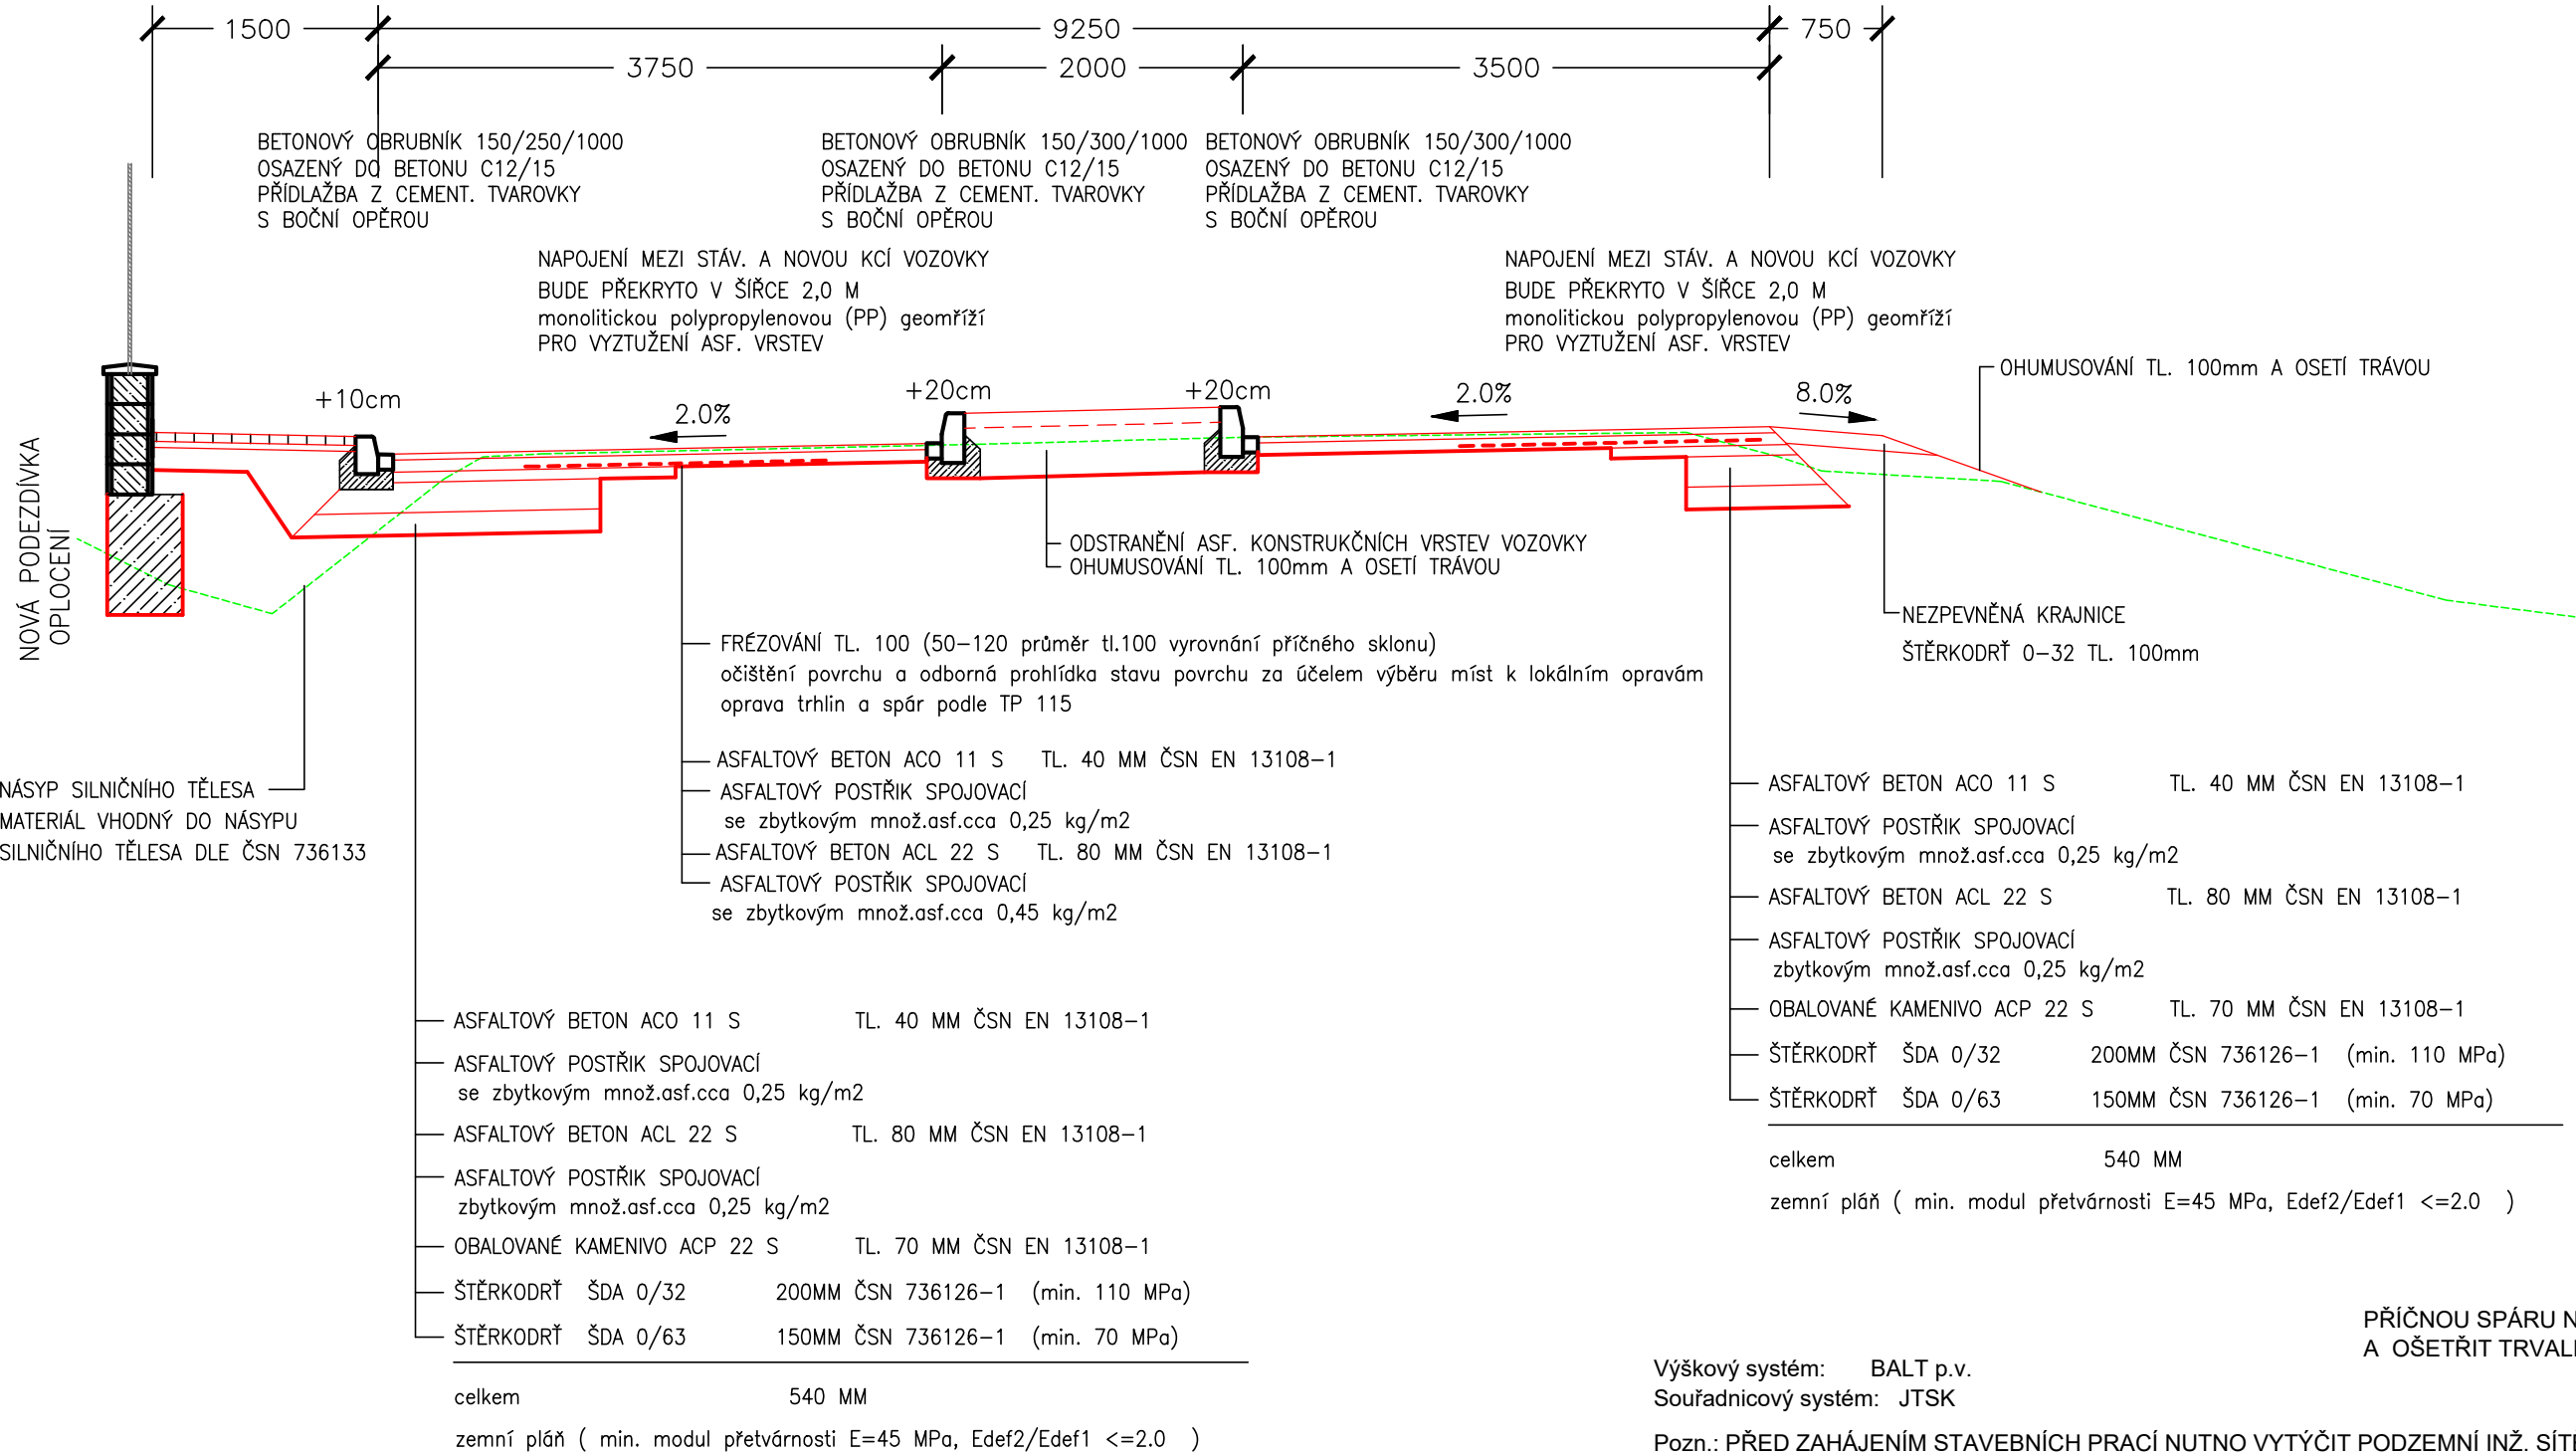 1500
9250
750
3750
2000
3500
BETONOVÝ OBRUBNÍK 150/250/1000
OSAZENÝ DO BETONU C12/15
PŘÍDLAŽBA Z CEMENT. TVAROVKY
S BOČNÍ OPĚROU
BETONOVÝ OBRUBNÍK 150/300/1000
OSAZENÝ DO BETONU C12/15
PŘÍDLAŽBA Z CEMENT. TVAROVKY
S BOČNÍ OPĚROU
BETONOVÝ OBRUBNÍK 150/300/1000
OSAZENÝ DO BETONU C12/15
PŘÍDLAŽBA Z CEMENT. TVAROVKY
S BOČNÍ OPĚROU
NAPOJENÍ MEZI STÁV. A NOVOU KCÍ VOZOVKY
BUDE PŘEKRYTO V ŠÍŘCE 2,0 M
monolitickou polypropylenovou (PP) geomříží
PRO VYZTUŽENÍ ASF. VRSTEV
NAPOJENÍ MEZI STÁV. A NOVOU KCÍ VOZOVKY
BUDE PŘEKRYTO V ŠÍŘCE 2,0 M
monolitickou polypropylenovou (PP) geomříží
PRO VYZTUŽENÍ ASF. VRSTEV
OHUMUSOVÁNÍ TL. 100mm A OSETÍ TRÁVOU
+10cm
2.0%
+20cm
+20cm
2.0%
8.0%
NOVÁ PODEZDÍVKA
OPLOCENÍ
ODSTRANĚNÍ ASF. KONSTRUKČNÍCH VRSTEV VOZOVKY
OHUMUSOVÁNÍ TL. 100mm A OSETÍ TRÁVOU
NEZPEVNĚNÁ KRAJNICE
ŠTĚRKODRŤ 0-32 TL. 100mm
FRÉZOVÁNÍ TL. 100 (50-120 průměr tl.100 vyrovnání příčného sklonu)
očištění povrchu a odborná prohlídka stavu povrchu za účelem výběru míst k lokálním opravám
oprava trhlin a spár podle TP 115
ASFALTOVÝ BETON ACO 11 S TL. 40 MM ČSN EN 13108-1
ASFALTOVÝ POSTŘIK SPOJOVACÍ
se zbytkovým množ.asf.cca 0,25 kg/m2
ASFALTOVÝ BETON ACL 22 S TL. 80 MM ČSN EN 13108-1
ASFALTOVÝ POSTŘIK SPOJOVACÍ
se zbytkovým množ.asf.cca 0,45 kg/m2
NÁSYP SILNIČNÍHO TĚLESA
MATERIÁL VHODNÝ DO NÁSYPU
SILNIČNÍHO TĚLESA DLE ČSN 736133
ASFALTOVÝ BETON ACO 11 S TL. 40 MM ČSN EN 13108-1
ASFALTOVÝ POSTŘIK SPOJOVACÍ
se zbytkovým množ.asf.cca 0,25 kg/m2
ASFALTOVÝ BETON ACL 22 S TL. 80 MM ČSN EN 13108-1
ASFALTOVÝ POSTŘIK SPOJOVACÍ
zbytkovým množ.asf.cca 0,25 kg/m2
OBALOVANÉ KAMENIVO ACP 22 S TL. 70 MM ČSN EN 13108-1
ŠTĚRKODRŤ ŠDA 0/32 200MM ČSN 736126-1 (min. 110 MPa)
ŠTĚRKODRŤ ŠDA 0/63 150MM ČSN 736126-1 (min. 70 MPa)
celkem 540 MM
zemní pláň ( min. modul přetvárnosti E=45 MPa, Edef2/Edef1 <=2.0 )
ASFALTOVÝ BETON ACO 11 S TL. 40 MM ČSN EN 13108-1
ASFALTOVÝ POSTŘIK SPOJOVACÍ
se zbytkovým množ.asf.cca 0,25 kg/m2
ASFALTOVÝ BETON ACL 22 S TL. 80 MM ČSN EN 13108-1
ASFALTOVÝ POSTŘIK SPOJOVACÍ
zbytkovým množ.asf.cca 0,25 kg/m2
OBALOVANÉ KAMENIVO ACP 22 S TL. 70 MM ČSN EN 13108-1
ŠTĚRKODRŤ ŠDA 0/32 200MM ČSN 736126-1 (min. 110 MPa)
ŠTĚRKODRŤ ŠDA 0/63 150MM ČSN 736126-1 (min. 70 MPa)
celkem 540 MM
zemní pláň ( min. modul přetvárnosti E=45 MPa, Edef2/Edef1 <=2.0 )
PŘÍČNOU SPÁRU
A OŠETŘIT
Výškový systém: BALT p.v.
Souřadnicový systém: JTSK
Pozn.: PŘED ZAHÁJENÍM STAVEBNÍCH PRACÍ NUTNO VYTÝČIT PODZEMNÍ INŽ.